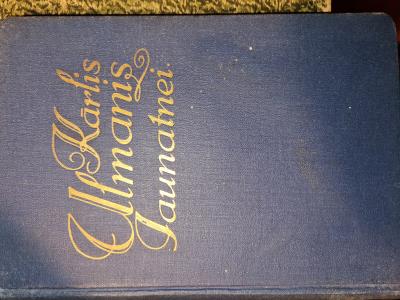 Kārlis
Ulmanis
Jaunatnei.